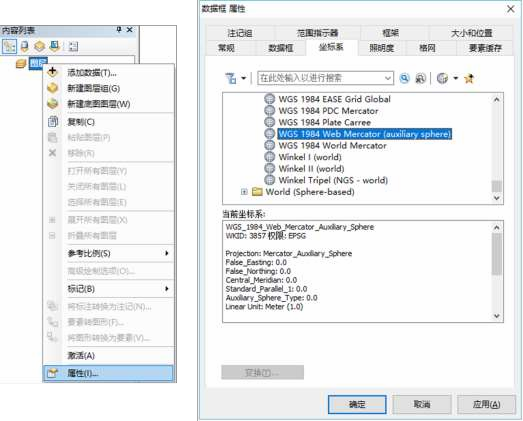 内容列表
图层
添加数据(T)...
新建图层组(G)
新建底图图层(W)
复制(C)
粘贴图层(P)
移除(R)
打开所有图层(Y)
关闭所有图层(L)
选择所有图层(E)
展开所有图层(X)
折叠所有图层
参考比例(S)
高级绘制选项(O)...
标记(B)
将标注转换为注记(N)...
要素转图形(F)...
将图形转换为要素(V)...
激活(A)
属性(I)...
数据框 属性
注记组 范围指示器 框架 大小和位置
常规 数据框 坐标系 照明度 格网 要素缓存
在此处输入以进行搜索
WGS 1984 EASE Grid Global
WGS 1984 PDC Mercator
WGS 1984 Plate Carree
WGS 1984 Web Mercator (auxiliary sphere)
WGS 1984 World Mercator
Winkel I (world)
Winkel II (world)
Winkel Tripel (NGS - world)
World (Sphere-based)
当前坐标系:
WGS_1984_Web_Mercator_Auxiliary_Sphere
WKID: 3857 权限: EPSG
Projection: Mercator_Auxiliary_Sphere
False_Easting: 0.0
False_Northing: 0.0
Central_Meridian: 0.0
Standard_Parallel_1: 0.0
Auxiliary_Sphere_Type: 0.0
Linear Unit: Meter (1.0)
变换(T)...
确定 取消 应用(A)